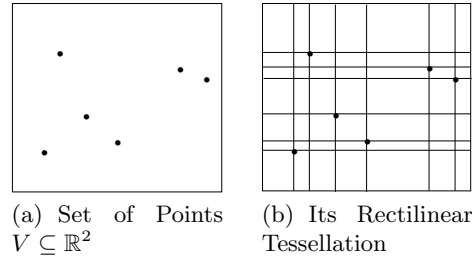 (a) Set of Points
V ⊆ ℝ²
(b) Its Rectilinear
Tessellation